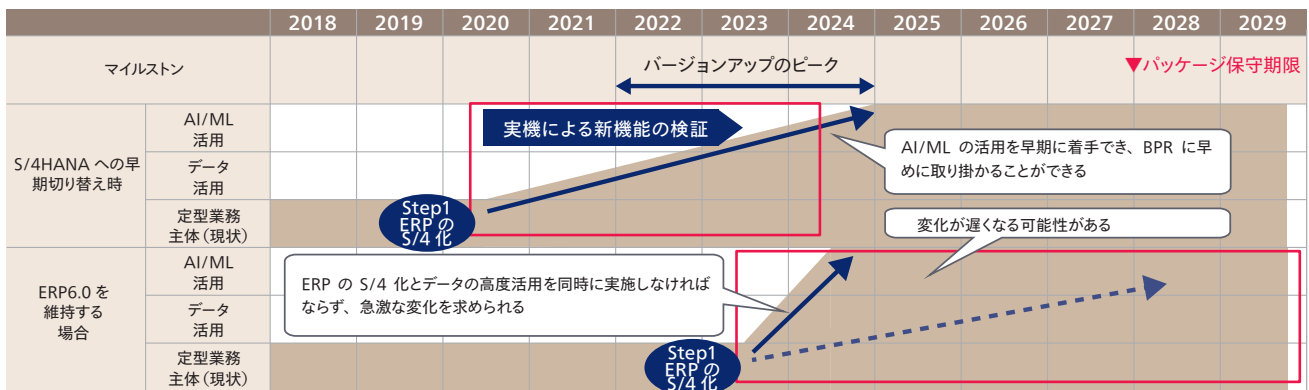 2018 2019 2020 2021 2022 2023 2024 2025 2026 2027 2028 2029
マイルストン
バージョンアップのピーク
▼パッケージ保守期限
S/4HANA への早
期切り替え時
AI/ML
活用
データ
活用
定型業務
主体（現状）
実機による新機能の検証
Step1
ERP の
S/4 化
AI/ML の活用を早期に着手でき、BPR に早
めに取り掛かることができる
ERP6.0 を
維持する
場合
AI/ML
活用
データ
活用
定型業務
主体（現状）
変化が遅くなる可能性がある
ERP の S/4 化とデータの高度活用を同時に実施しなければ
ならず、急激な変化を求められる
Step1
ERP の
S/4 化